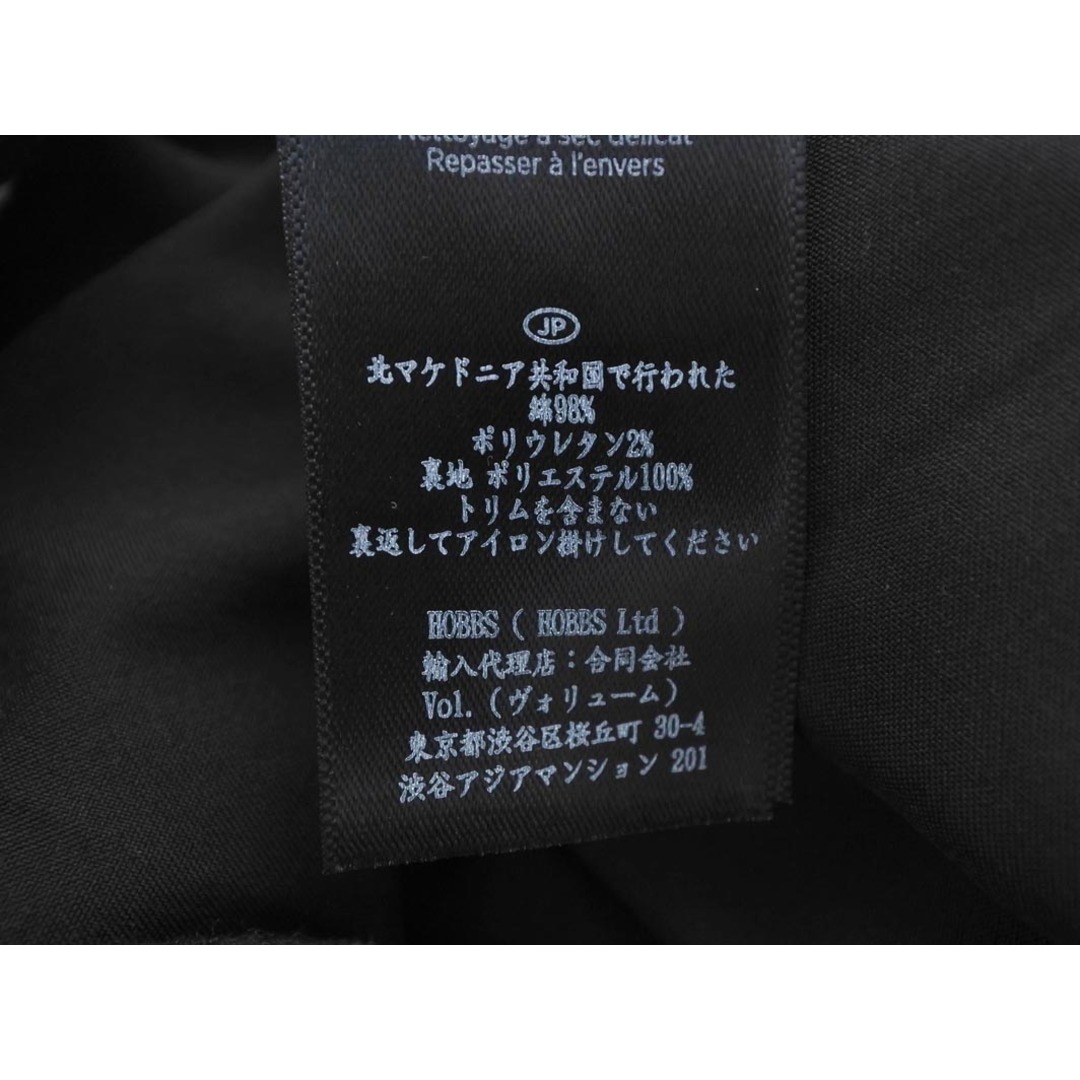 Nettoyage à sec délicat
Repasser à l'envers
JP
北マケドニア共和国で行われた
綿98%
ポリウレタン2%
裏地 ポリエステル100%
トリムを含まない
裏返してアイロン掛けしてください
HOBBS ( HOBBS Ltd )
輸入代理店：合同会社
Vol.(ヴォリューム)
東京都渋谷区桜丘町 30-4
渋谷アジアマンション 201